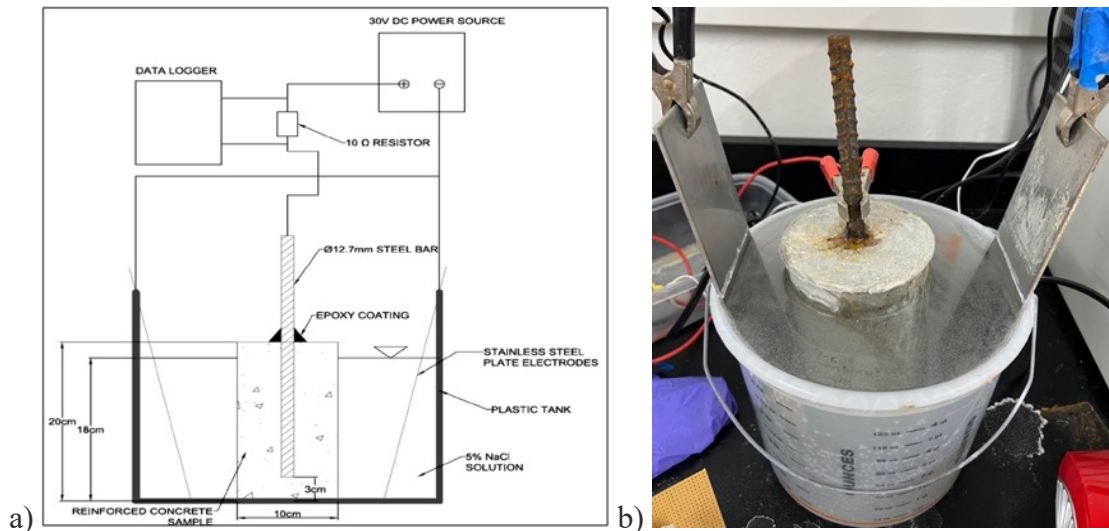 30V DC POWER SOURCE
DATA LOGGER
10 Ω RESISTOR
Ø12.7mm STEEL BAR
EPOXY COATING
STAINLESS STEEL
PLATE ELECTRODES
PLASTIC TANK
20cm
18cm
5% NaCl
SOLUTION
3cm
REINFORCED CONCRETE
SAMPLE
10cm
a)
b)